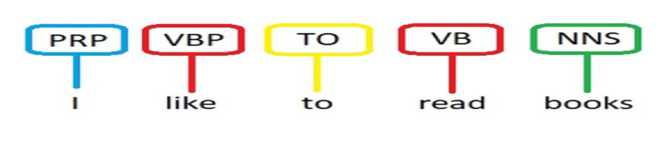 PRP VBP TO VB NNS
I like to read books